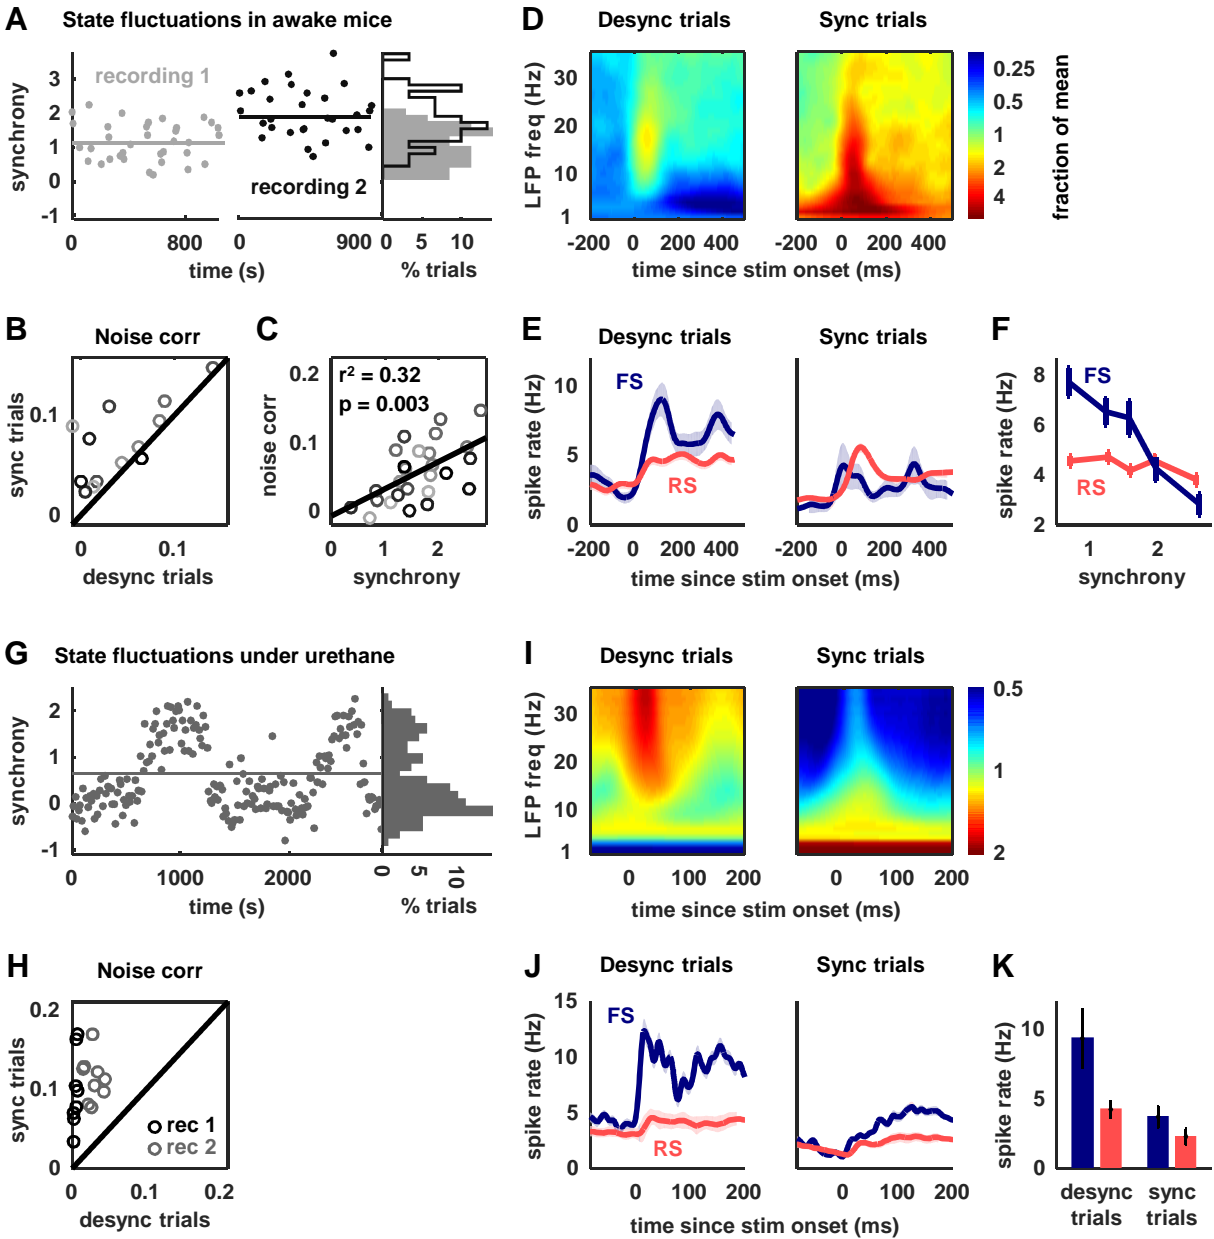 A State fluctuations in awake mice
synchrony
3
2
1
0
-1
recording 1
recording 2
0 800
0 900
0 5 10
time (s)
% trials
D Desync trials Sync trials
LFP freq (Hz)
30
20
10
1
-200 0 200 400
-200 0 200 400
time since stim onset (ms)
0.25
0.5
1
2
4
fraction of mean
B Noise corr
sync trials
0.1
0
0 0.1
desync trials
C
noise corr
0.2
0.1
0
r² = 0.32
p = 0.003
0 1 2
synchrony
E Desync trials Sync trials
spike rate (Hz)
10
5
0
FS
RS
-200 0 200 400
-200 0 200 400
time since stim onset (ms)
F
spike rate (Hz)
8
6
4
2
FS
RS
1 2
synchrony
G State fluctuations under urethane
synchrony
2
1
0
-1
0 1000 2000
0 5 10
time (s)
% trials
I Desync trials Sync trials
LFP freq (Hz)
30
20
10
1
0 100 200
0 100 200
time since stim onset (ms)
0.5
1
2
H Noise corr
sync trials
0.2
0.1
0
rec 1
rec 2
0 0.1 0.2
desync trials
J Desync trials Sync trials
spike rate (Hz)
15
10
5
0
FS
RS
0 100 200
0 100 200
time since stim onset (ms)
K
spike rate (Hz)
10
5
0
desync sync
trials trials